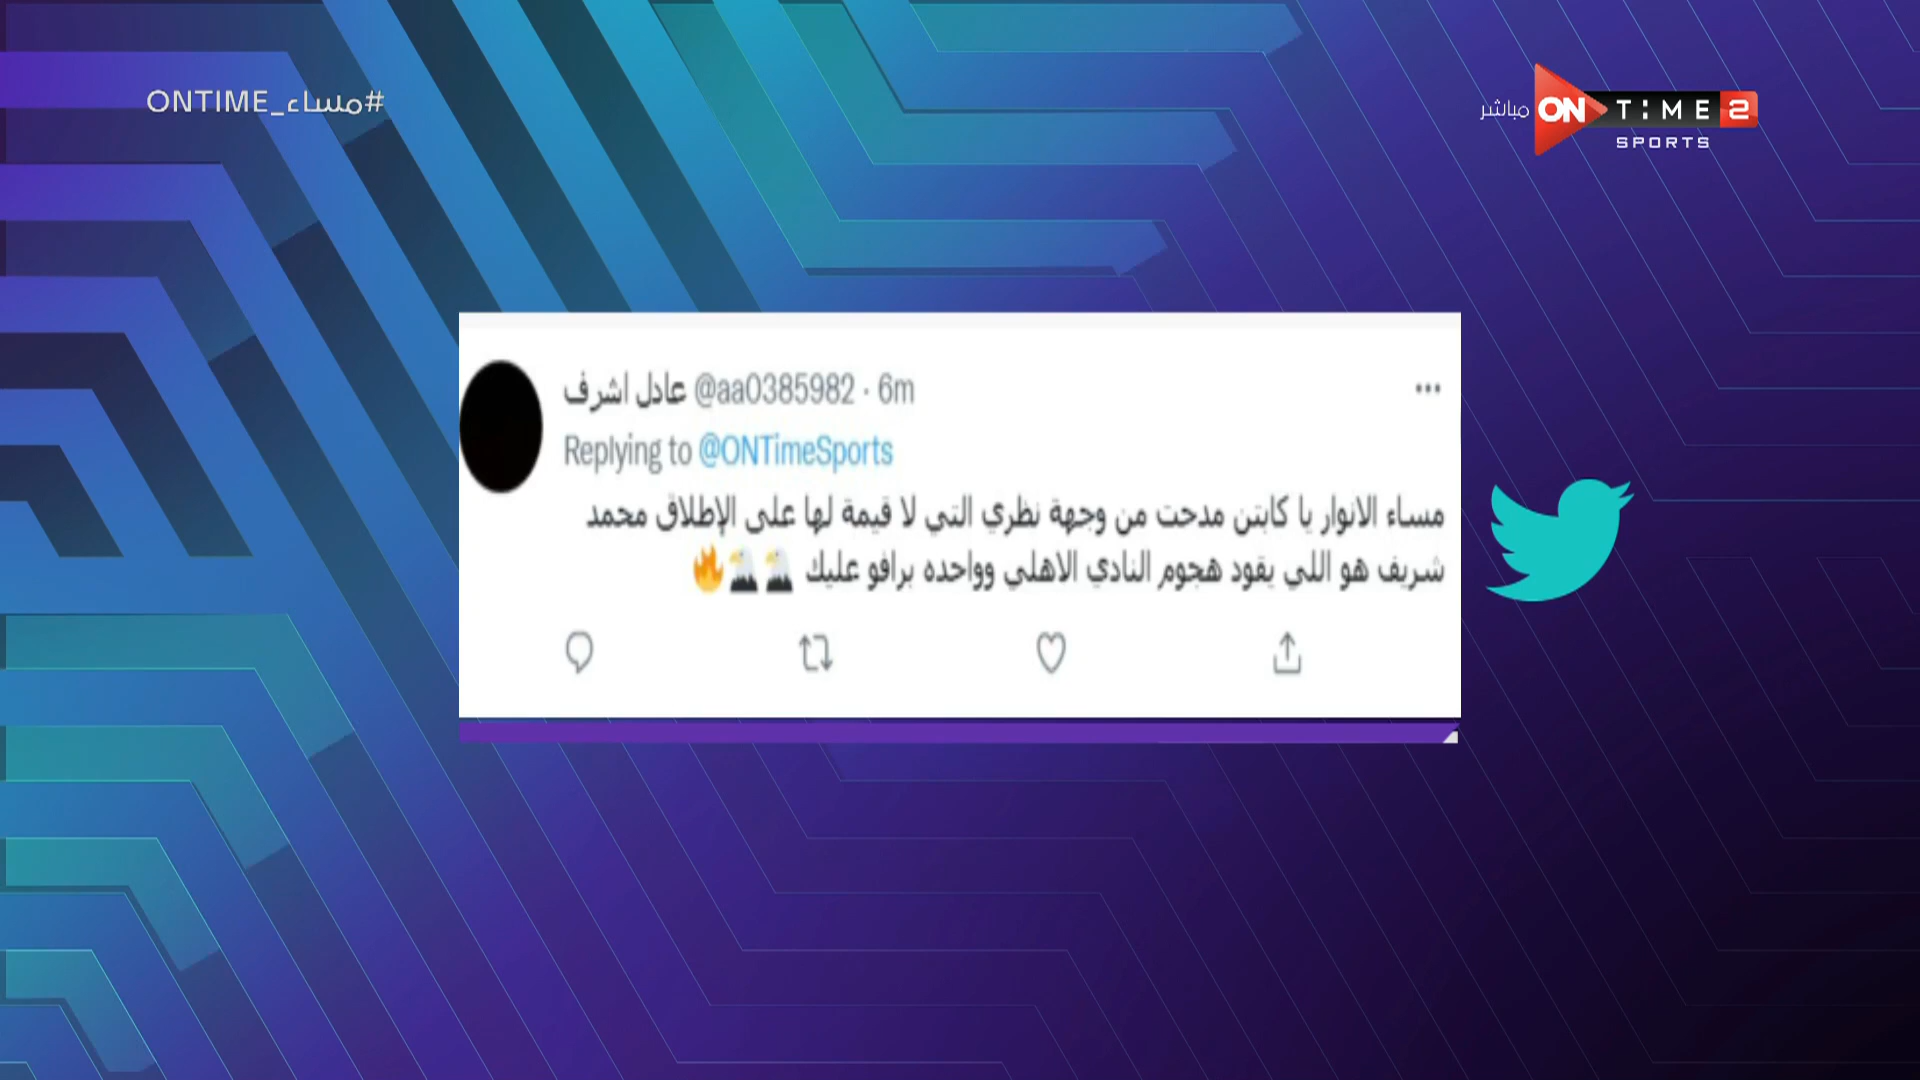 #مساء_ONTIME
مباشر ON TIME 2
SPORTS
عادل اشرف @aa0385982 · 6m
Replying to @ONTimeSports
مساء الانوار يا كابتن مدحت من وجهة نظري التي لا قيمة لها على الإطلاق محمد
شريف هو اللي يقود هجوم النادي الاهلي وواحده برافو عليك